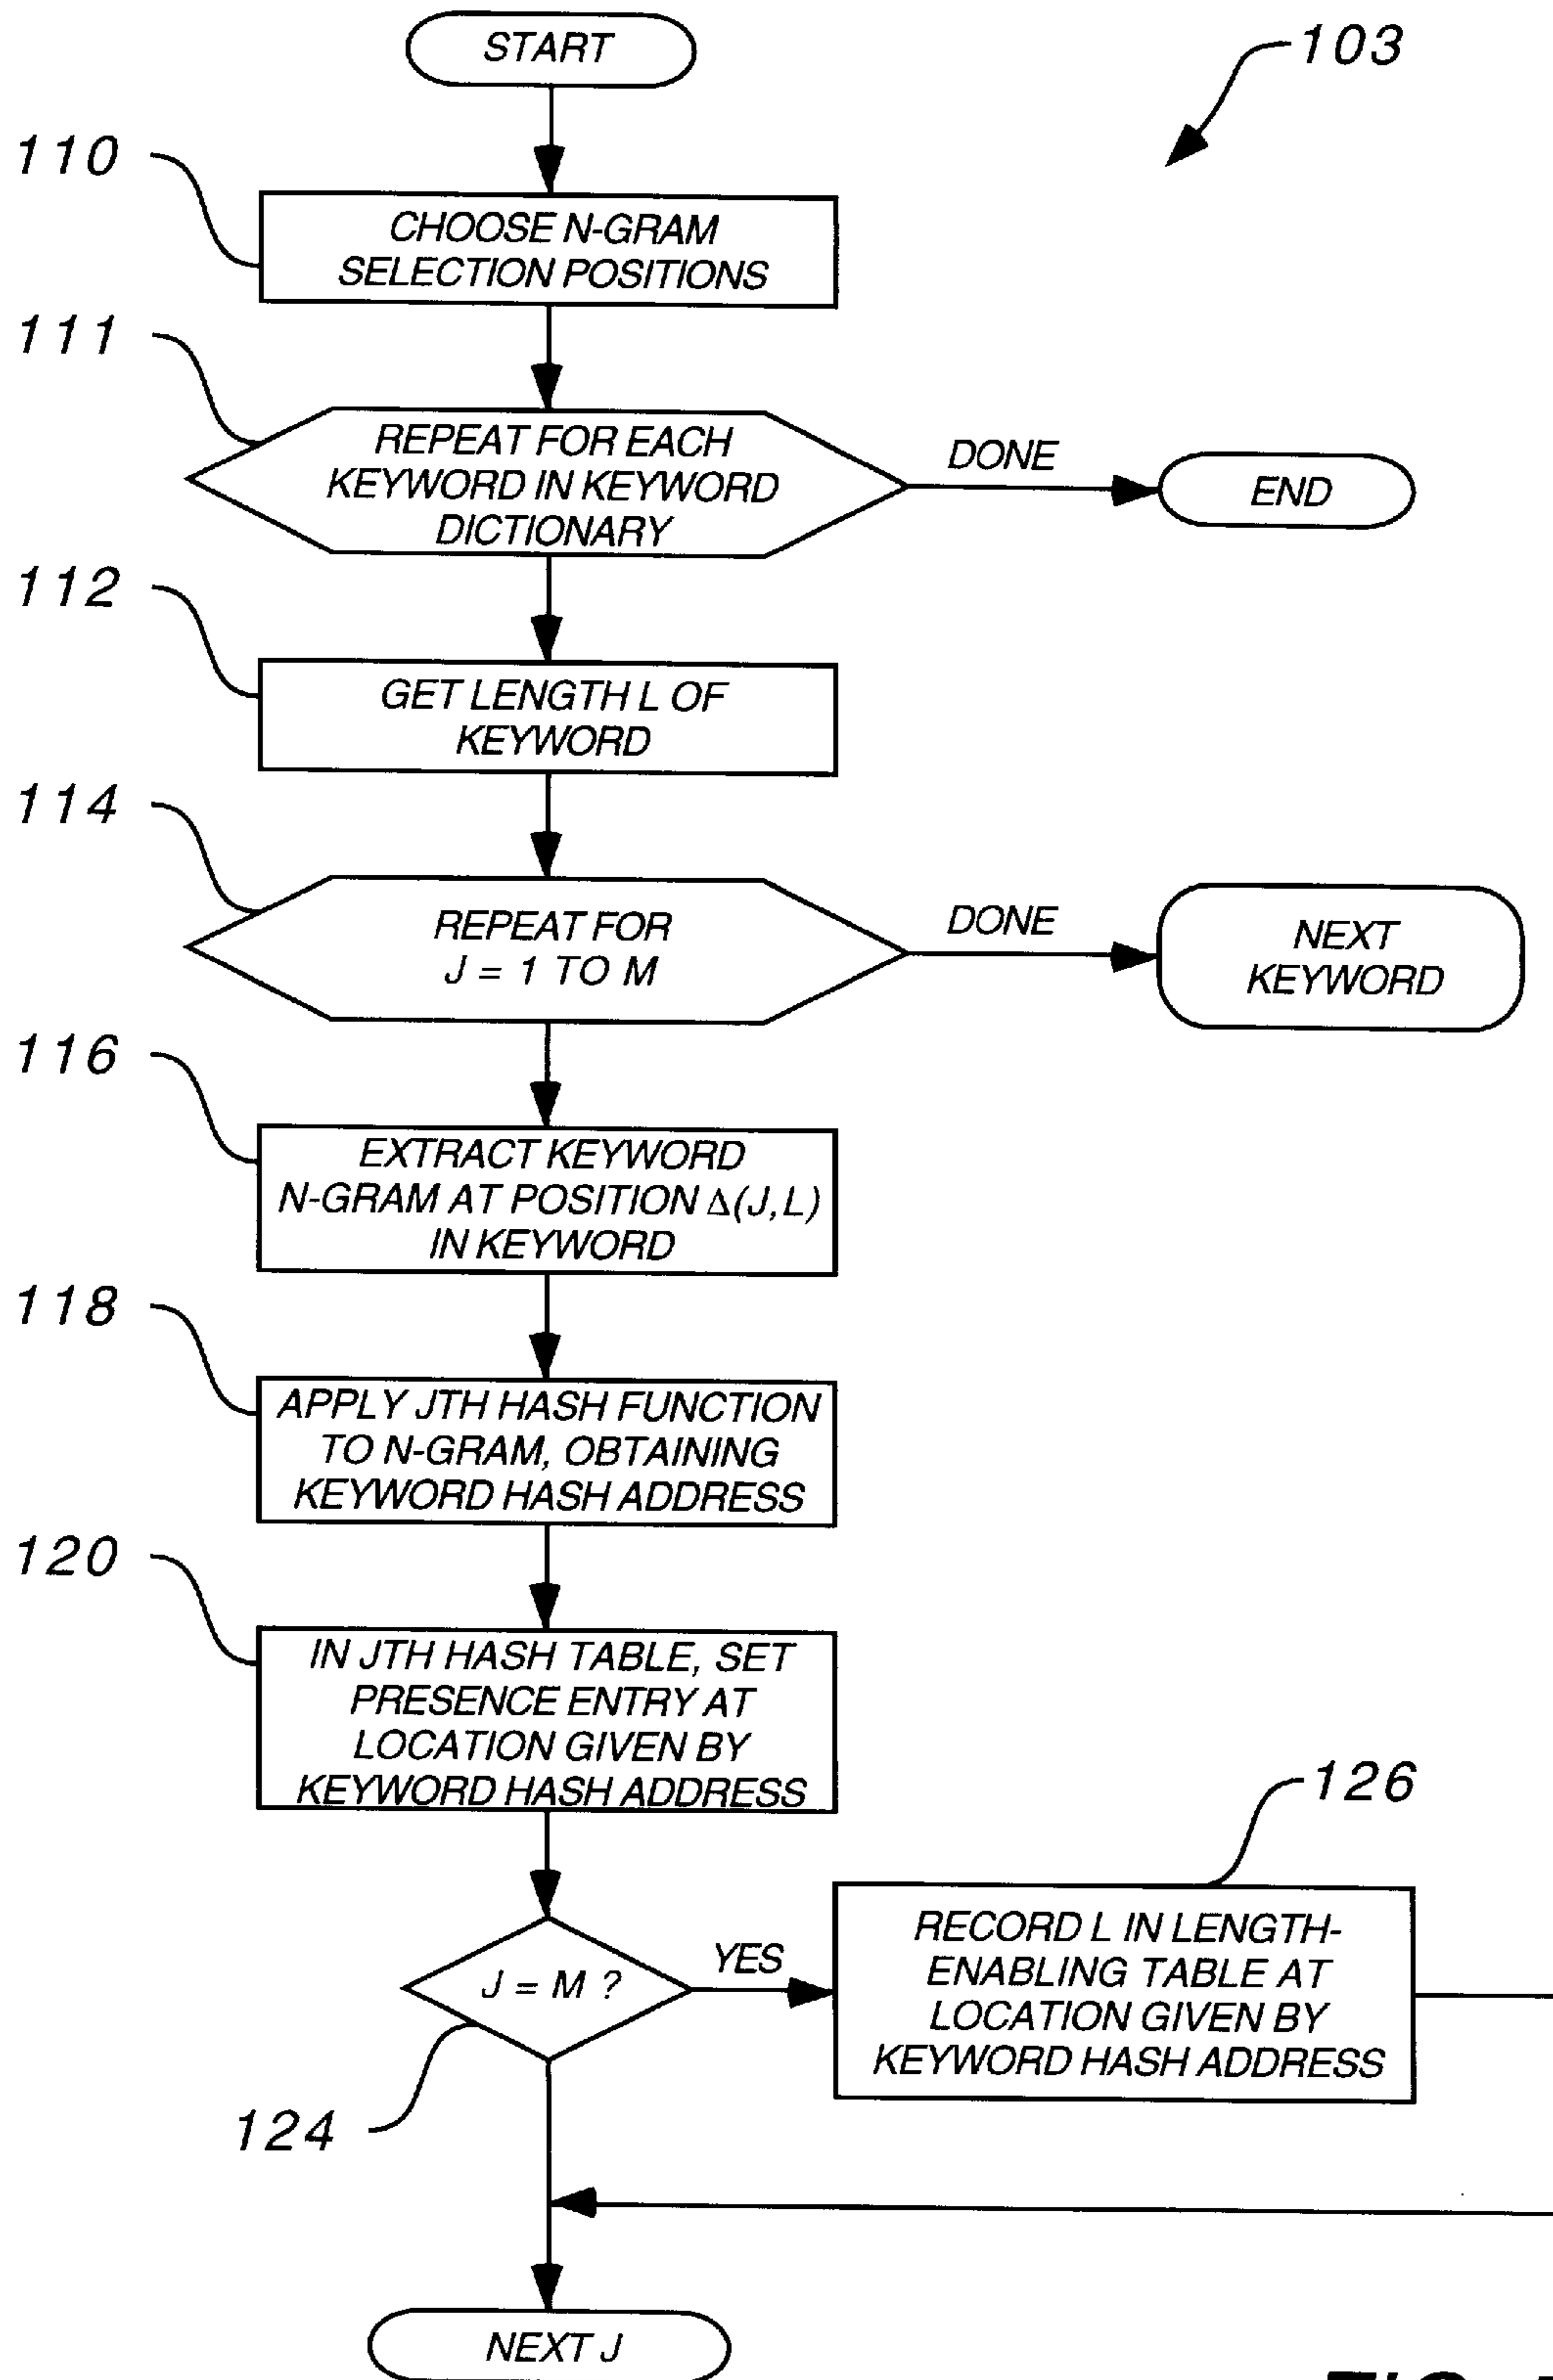 START
103
110
CHOOSE N-GRAM
SELECTION POSITIONS
111
REPEAT FOR EACH
KEYWORD IN KEYWORD
DICTIONARY
DONE
END
112
GET LENGTH L OF
KEYWORD
114
REPEAT FOR
J = 1 TO M
DONE
NEXT
KEYWORD
116
EXTRACT KEYWORD
N-GRAM AT POSITION Δ(J,L)
IN KEYWORD
118
APPLY JTH HASH FUNCTION
TO N-GRAM, OBTAINING
KEYWORD HASH ADDRESS
120
IN JTH HASH TABLE, SET
PRESENCE ENTRY AT
LOCATION GIVEN BY
KEYWORD HASH ADDRESS
126
J = M ?
YES
RECORD L IN LENGTH-
ENABLING TABLE AT
LOCATION GIVEN BY
KEYWORD HASH ADDRESS
124
NEXT J